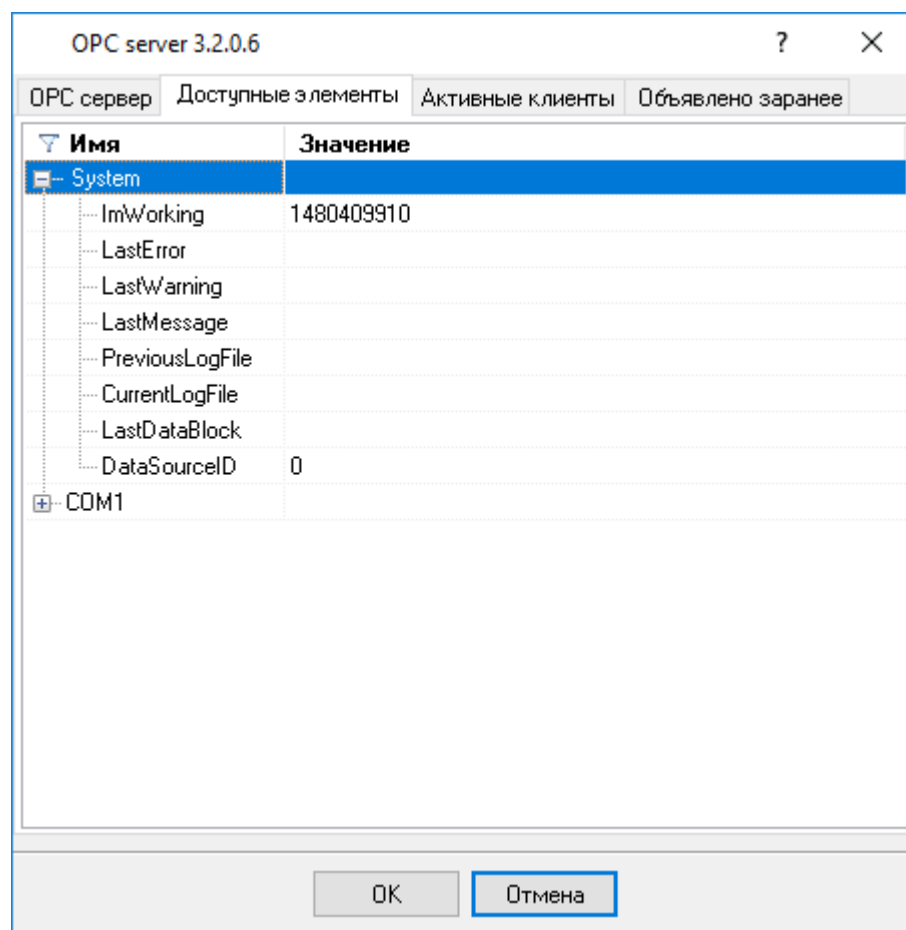 OPC server 3.2.0.6 ?
OPC сервер Доступные элементы Активные клиенты Объявлено заранее
Имя Значение
System
ImWorking 1480409910
LastError
LastWarning
LastMessage
PreviousLogFile
CurrentLogFile
LastDataBlock
DataSourceID 0
COM1
OK Отмена